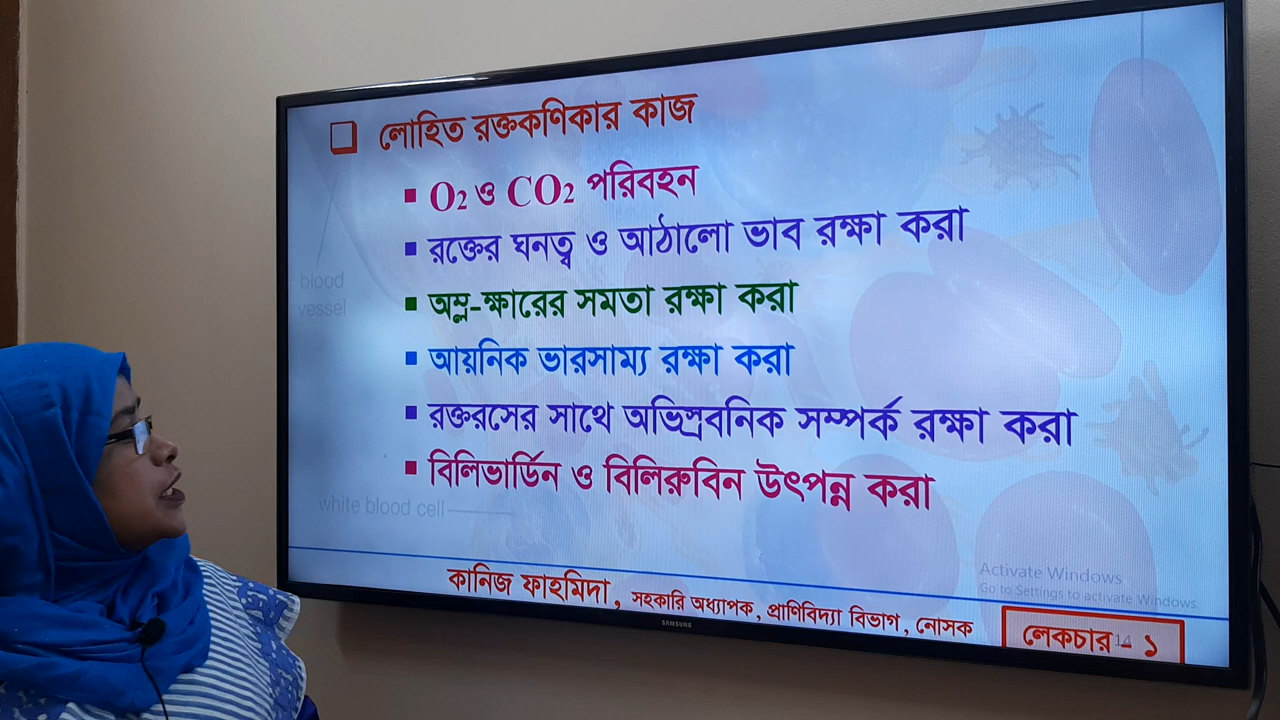 লোহিত রক্তকণিকার কাজ
O₂ ও CO₂ পরিবহন
রক্তের ঘনত্ব ও আঠালো ভাব রক্ষা করা
অম্ল-ক্ষারের সমতা রক্ষা করা
আয়নিক ভারসাম্য রক্ষা করা
রক্তরসের সাথে অভিস্রবনিক সম্পর্ক রক্ষা করা
বিলিভার্ডিন ও বিলিরুবিন উৎপন্ন করা
blood
vessel
white blood cell
Activate Windows
Go to Settings to activate Windows.
কানিজ ফাহমিদা, সহকারি অধ্যাপক, প্রাণিবিদ্যা বিভাগ, নোসক
লেকচার - ১
14
SAMSUNG